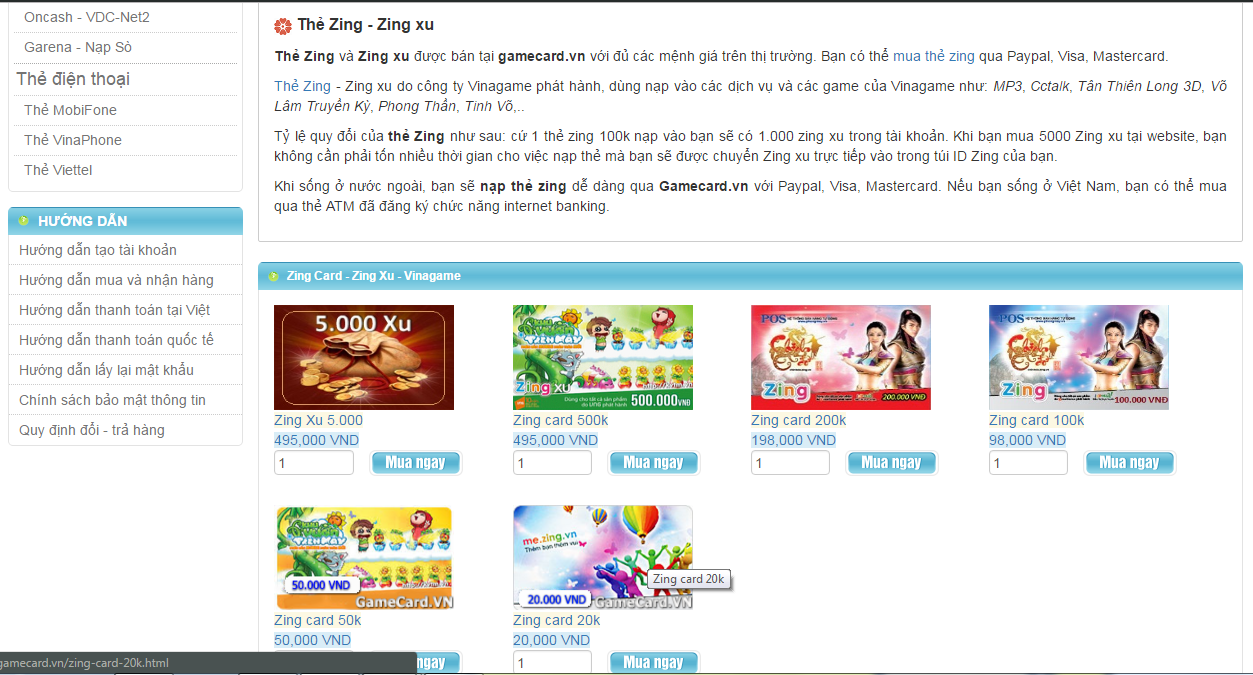 Oncash - VDC-Net2
Garena - Nạp Sò
Thẻ điện thoại
Thẻ MobiFone
Thẻ VinaPhone
Thẻ Viettel
HƯỚNG DẪN
Hướng dẫn tạo tài khoản
Hướng dẫn mua và nhận hàng
Hướng dẫn thanh toán tại Việt
Hướng dẫn thanh toán quốc tế
Hướng dẫn lấy lại mật khẩu
Chính sách bảo mật thông tin
Quy định đổi - trả hàng
Thẻ Zing - Zing xu
Thẻ Zing và Zing xu được bán tại gamecard.vn với đủ các mệnh giá trên thị trường. Bạn có thể mua thẻ zing qua Paypal, Visa, Mastercard.
Thẻ Zing - Zing xu do công ty Vinagame phát hành, dùng nạp vào các dịch vụ và các game của Vinagame như: MP3, Cctalk, Tân Thiên Long 3D, Võ
Lâm Truyền Kỳ, Phong Thần, Tinh Võ,..
Tỷ lệ quy đổi của thẻ Zing như sau: cứ 1 thẻ zing 100k nạp vào bạn sẽ có 1.000 zing xu trong tài khoản. Khi bạn mua 5000 Zing xu tại website, bạn
không cần phải tốn nhiều thời gian cho việc nạp thẻ mà bạn sẽ được chuyển Zing xu trực tiếp vào trong túi ID Zing của bạn.
Khi sống ở nước ngoài, bạn sẽ nạp thẻ zing dễ dàng qua Gamecard.vn với Paypal, Visa, Mastercard. Nếu bạn sống ở Việt Nam, bạn có thể mua
qua thẻ ATM đã đăng ký chức năng internet banking.
Zing Card - Zing Xu - Vinagame
5.000 Xu
Zing Xu 5.000
495,000 VND
1
Mua ngay
Zing xu
500.000VNĐ
Zing card 500k
495,000 VND
1
Mua ngay
POS
Zing
200.000 VNĐ
Zing card 200k
198,000 VND
1
Mua ngay
POS
Zing
100.000 VNĐ
Zing card 100k
98,000 VND
1
Mua ngay
50.000 VND
GameCard.VN
Zing card 50k
50,000 VND
ngay
me.zing.vn
Thêm bạn thêm vui
20.000 VND
GameCard.VN
Zing card 20k
Zing card 20k
20,000 VND
1
Mua ngay
gamecard.vn/zing-card-20k.html